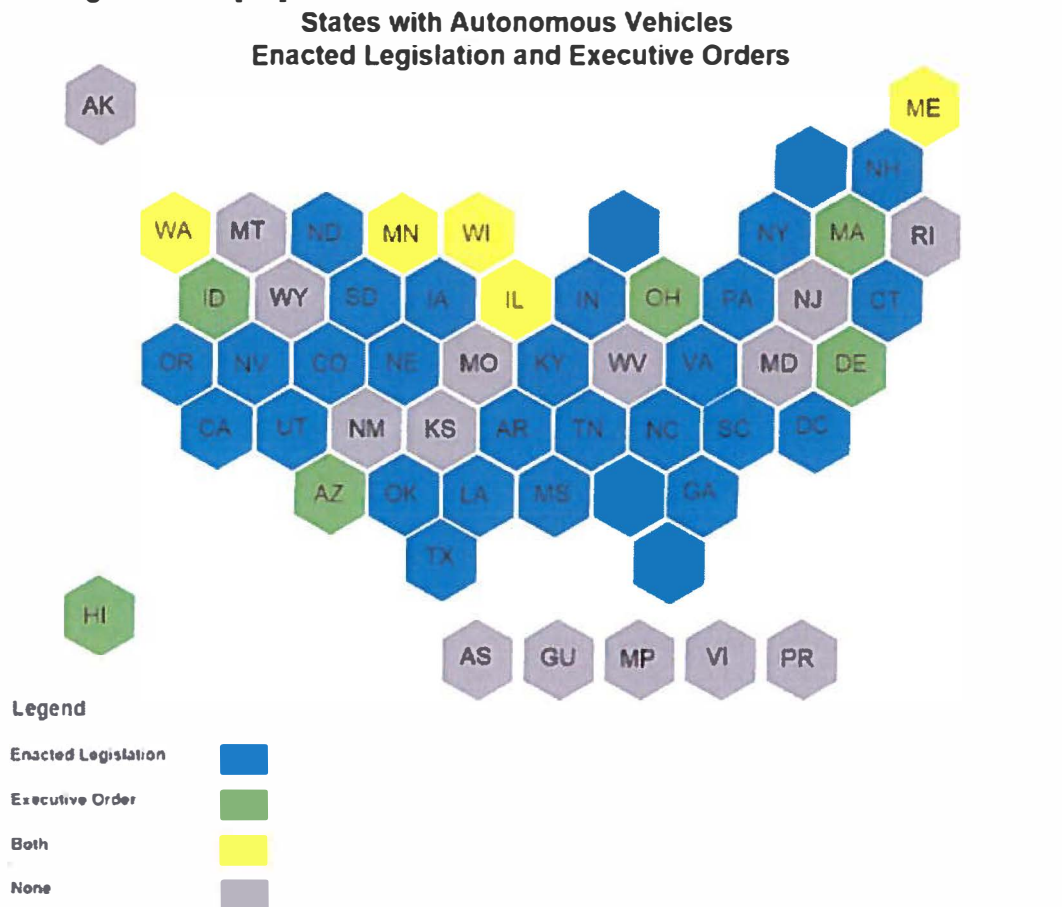 States with Autonomous Vehicles
Enacted Legislation and Executive Orders
AK
ME
NH
WA MT ND MN WI NY MA RI
ID WY SD IA IL IN OH PA NJ CT
OR NV CO NE MO KY WV VA MD DE
CA UT NM KS AR TN NC SC DC
AZ OK LA MS GA
TX
HI
AS GU MP VI PR
Legend
Enacted Legislation
Executive Order
Both
None